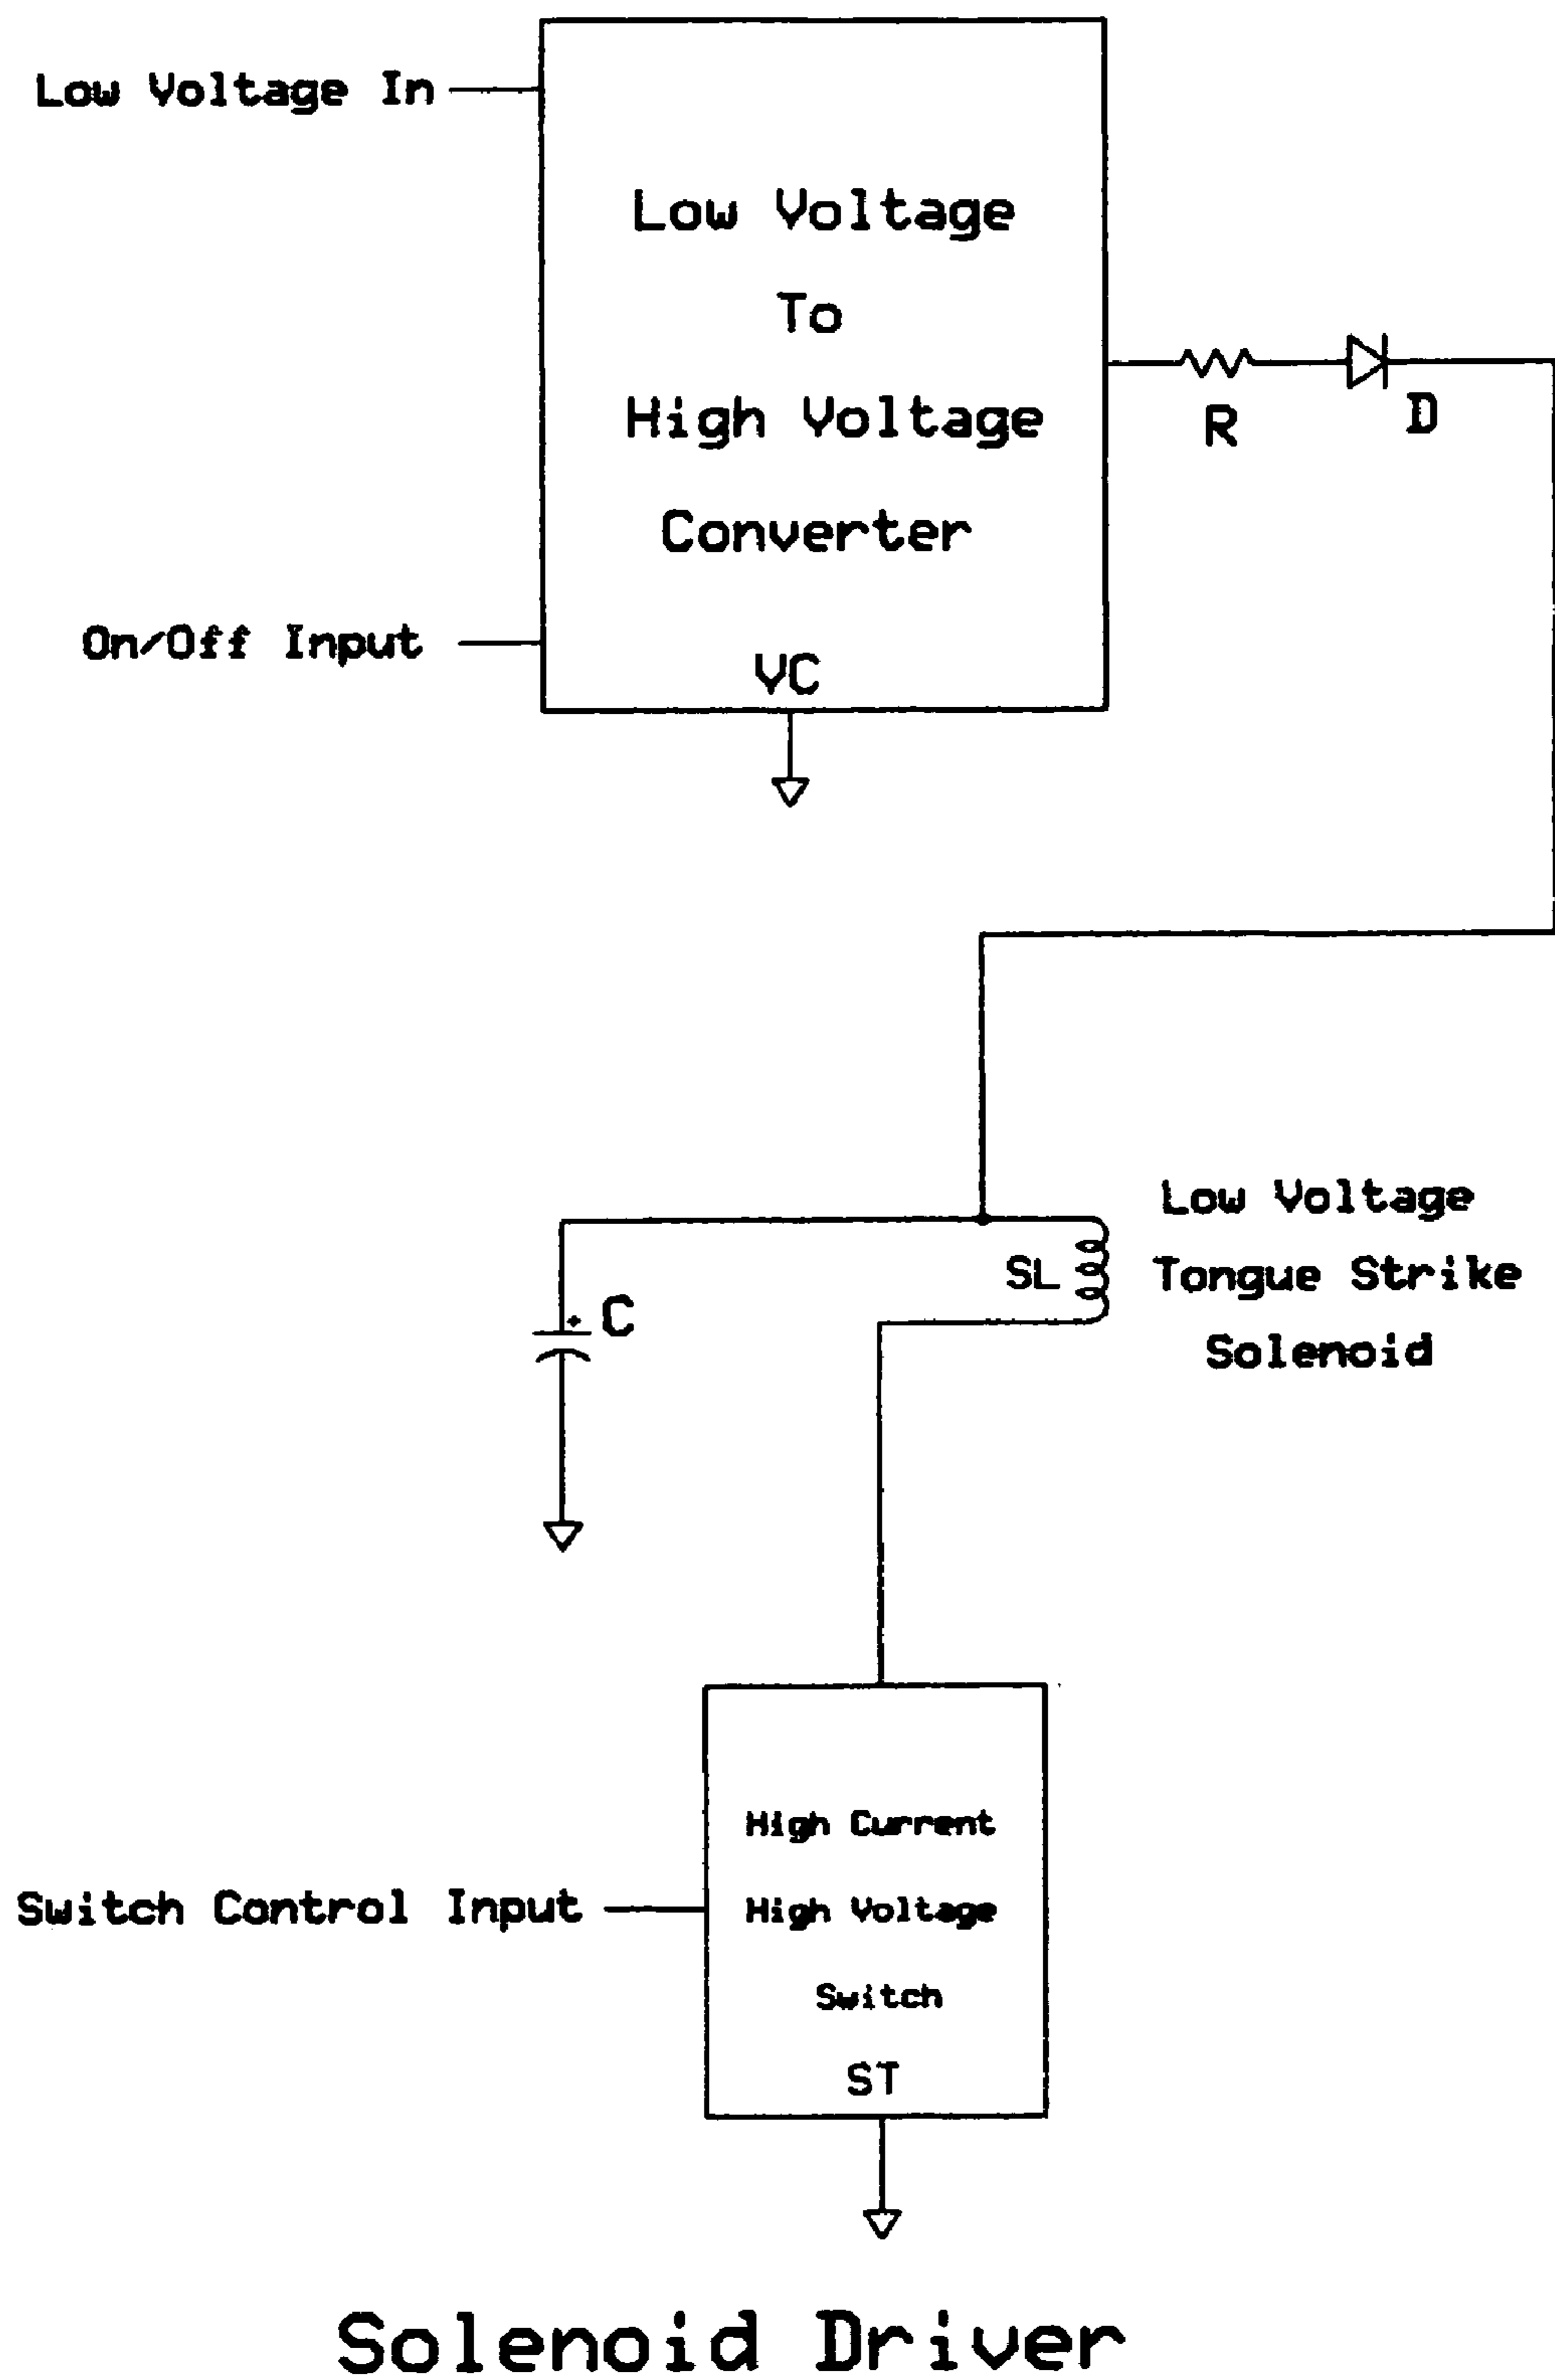 Low Voltage In
Low Voltage
To
High Voltage
Converter
R
D
On/Off Input
VC
Low Voltage
SL
Tongue Strike
+
C
Solenoid
High Current
Switch Control Input
High Voltage
Switch
ST
Solenoid Driver